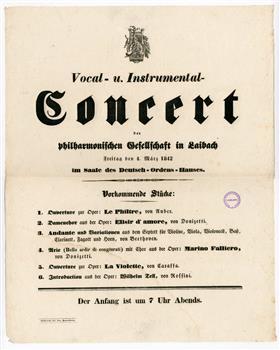 Vocal- u. Instrumental-
Concert
der
philharmonischen Gesellschaft in Laibach
Freitag den 4. März 1842
im Saale des Deutsch-Ordens-Hauses.
Vorkommende Stücke:
1. Ouverture zur Oper: Le Philtre, von Auber.
2. Damenchor aus der Oper: Elisir d'amore, von Donizetti.
3. Andante und Variationen aus dem Septett für Violine, Viola, Violoncell, Baß,
Clarinett, Fagott und Horn, von Beethoven.
4. Arie (Bello ardir di congiurati) mit Chor aus der Oper: Marino Falliero,
von Donizetti.
5. Ouverture zur Oper: La Violette, von Caraffa.
6. Introduction aus der Oper: Wilhelm Tell, von Rossini.
Der Anfang ist um 7 Uhr Abends.